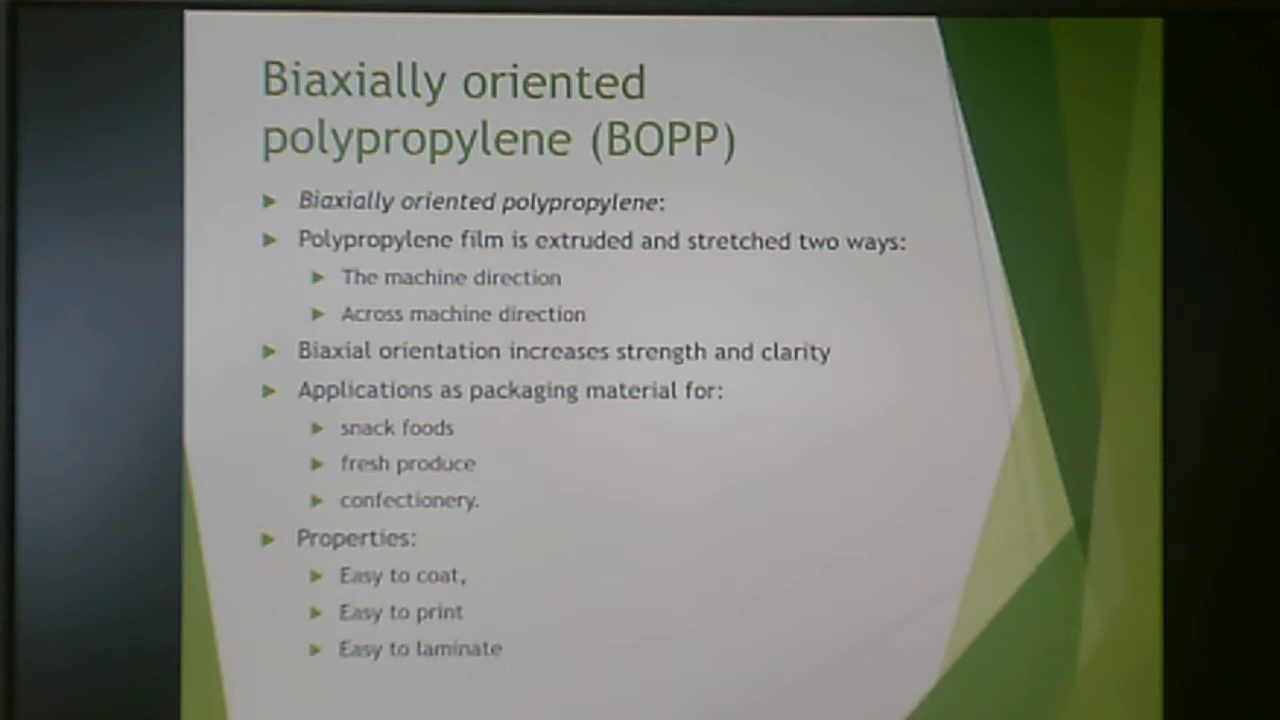 Biaxially oriented
polypropylene (BOPP)
Biaxially oriented polypropylene:
Polypropylene film is extruded and stretched two ways:
The machine direction
Across machine direction
Biaxial orientation increases strength and clarity
Applications as packaging material for:
snack foods
fresh produce
confectionery.
Properties:
Easy to coat,
Easy to print
Easy to laminate